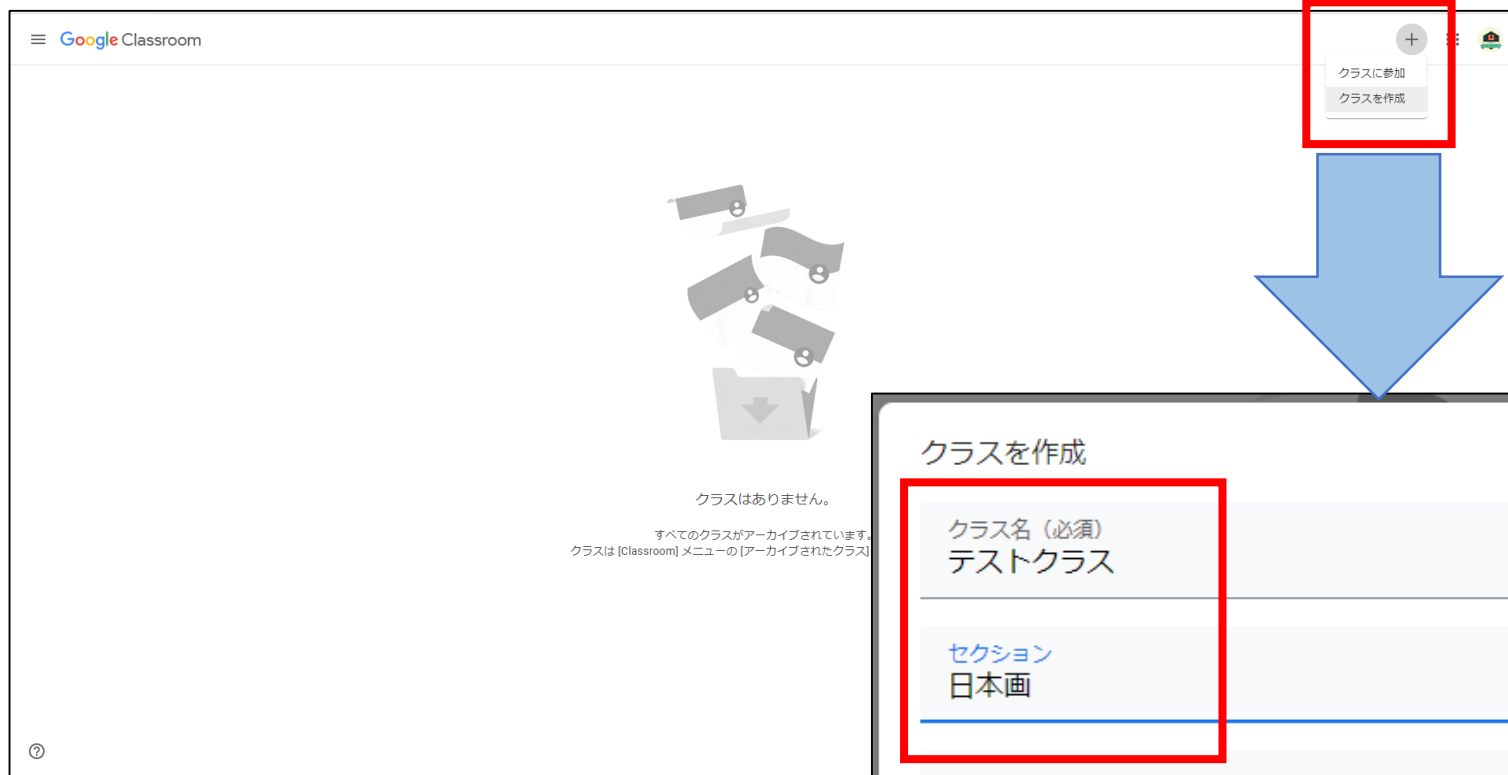 Google Classroom
クラスに参加
クラスを作成
クラスはありません。
すべてのクラスがアーカイブされています。
クラスは [Classroom] メニューの [アーカイブされたクラス]
クラスを作成
クラス名（必須）
テストクラス
セクション
日本画